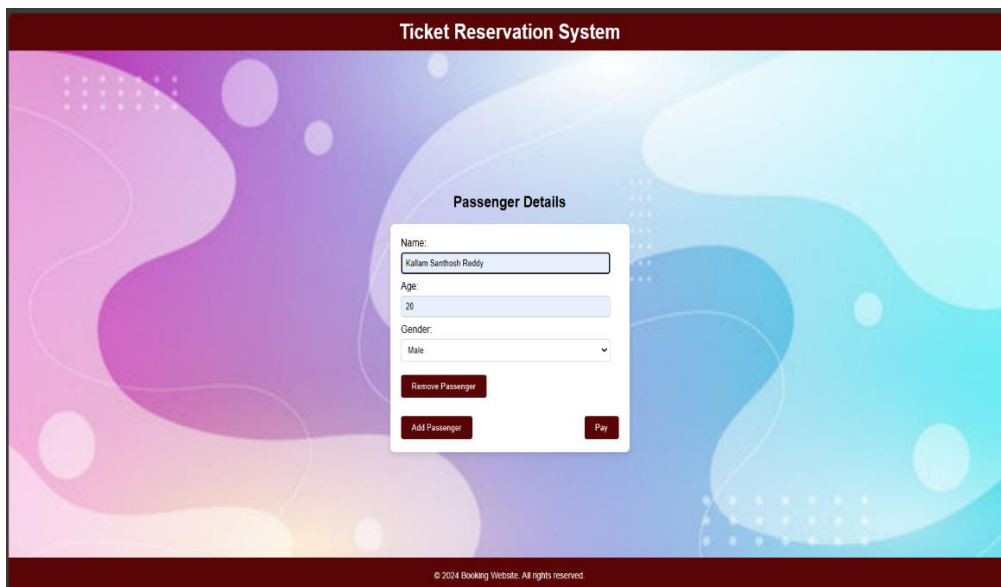 Ticket Reservation System
Passenger Details
Name:
Kallam Santhosh Reddy
Age:
20
Gender:
Male
Remove Passenger
Add Passenger Pay
© 2024 Booking Website. All rights reserved.